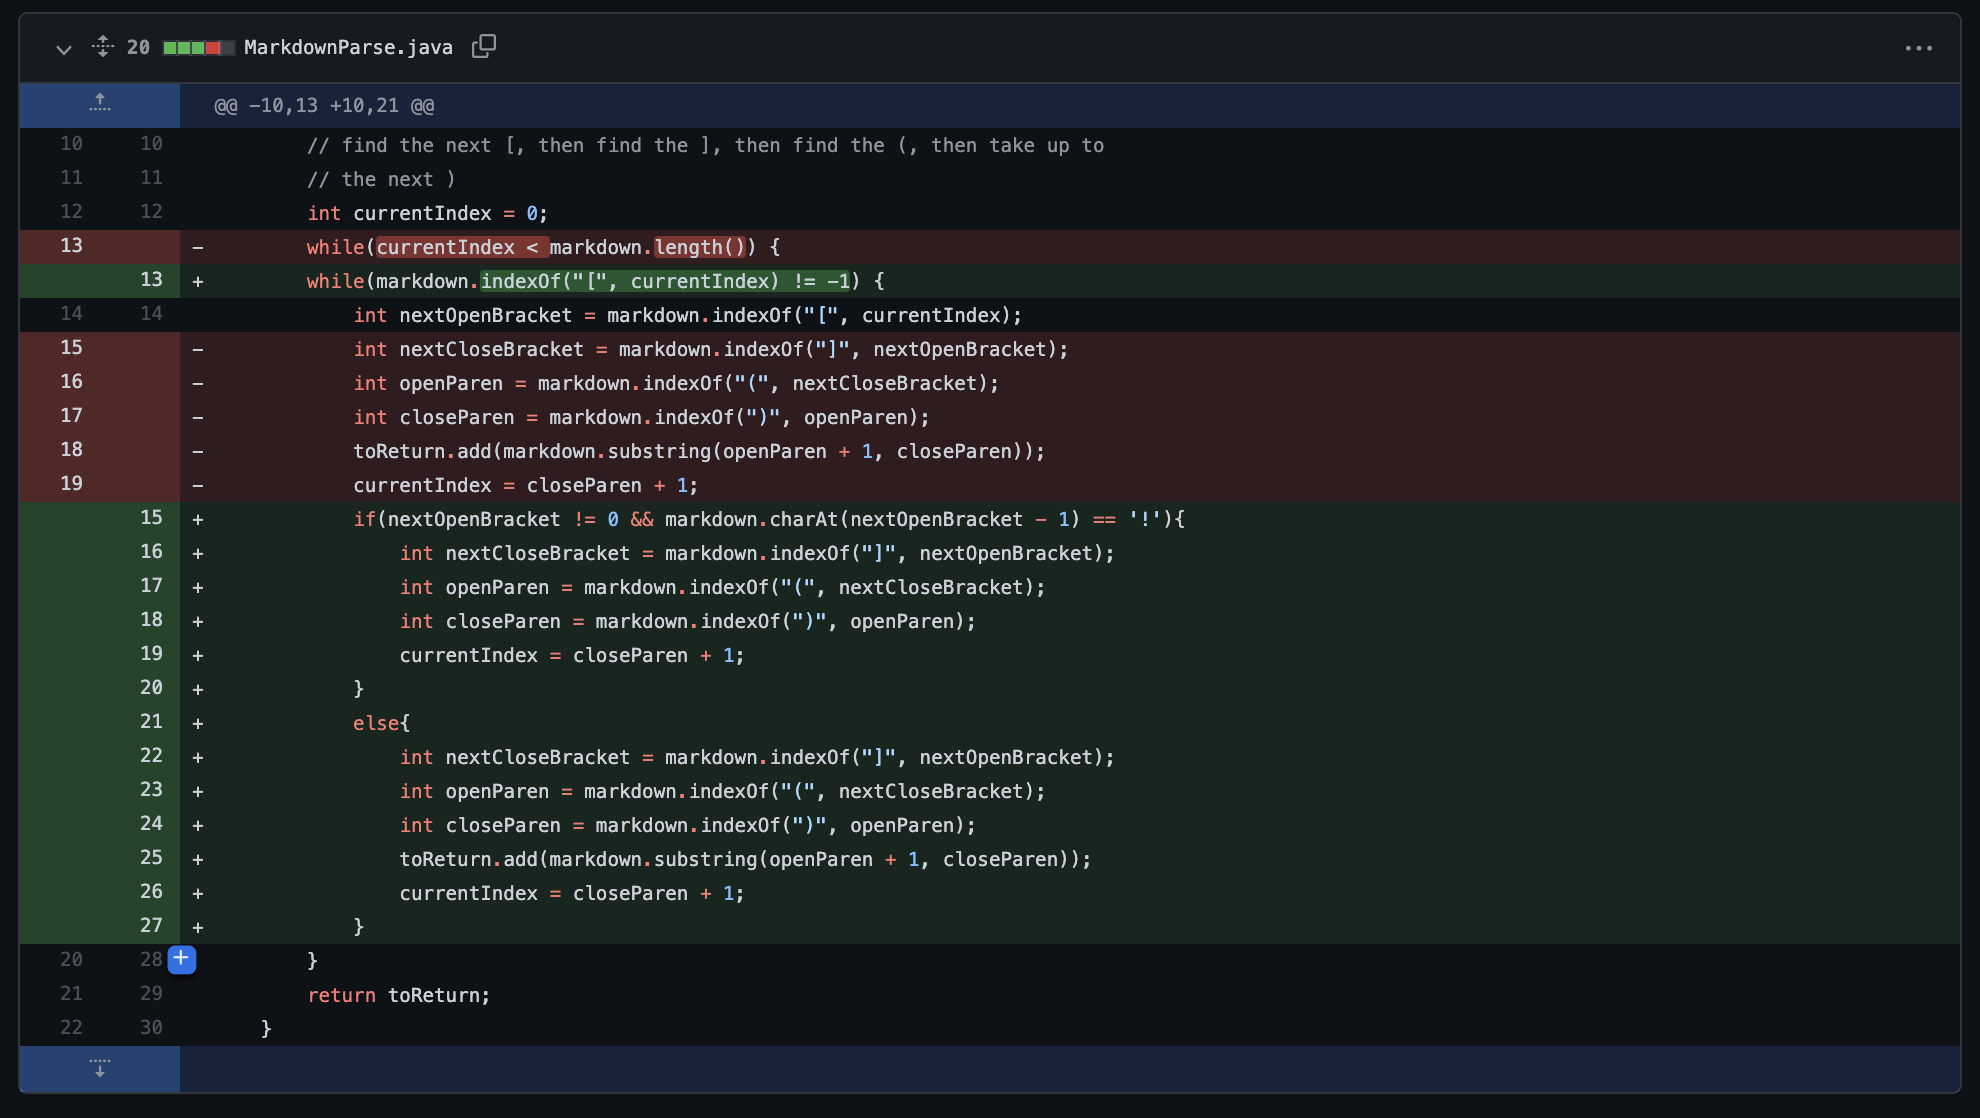 20 MarkdownParse.java
@@ -10,13 +10,21 @@
10 10 // find the next [, then find the ], then find the (, then take up to
11 11 // the next )
12 12 int currentIndex = 0;
13 - while(currentIndex < markdown.length()) {
13 + while(markdown.indexOf("[", currentIndex) != -1) {
14 14 int nextOpenBracket = markdown.indexOf("[", currentIndex);
15 - int nextCloseBracket = markdown.indexOf("]", nextOpenBracket);
16 - int openParen = markdown.indexOf("(", nextCloseBracket);
17 - int closeParen = markdown.indexOf(")", openParen);
18 - toReturn.add(markdown.substring(openParen + 1, closeParen));
19 - currentIndex = closeParen + 1;
15 + if(nextOpenBracket != 0 && markdown.charAt(nextOpenBracket - 1) == '!'){
16 + int nextCloseBracket = markdown.indexOf("]", nextOpenBracket);
17 + int openParen = markdown.indexOf("(", nextCloseBracket);
18 + int closeParen = markdown.indexOf(")", openParen);
19 + currentIndex = closeParen + 1;
20 + }
21 + else{
22 + int nextCloseBracket = markdown.indexOf("]", nextOpenBracket);
23 + int openParen = markdown.indexOf("(", nextCloseBracket);
24 + int closeParen = markdown.indexOf(")", openParen);
25 + toReturn.add(markdown.substring(openParen + 1, closeParen));
26 + currentIndex = closeParen + 1;
27 + }
20 28 + }
21 29 return toReturn;
22 30 }